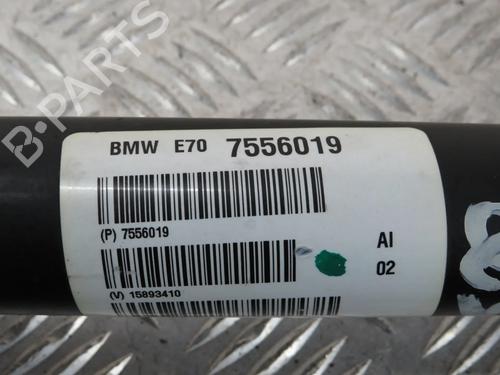 BMW E70 7556019
(P) 7556019
AI
02
(V) 15893410
B-PARTS